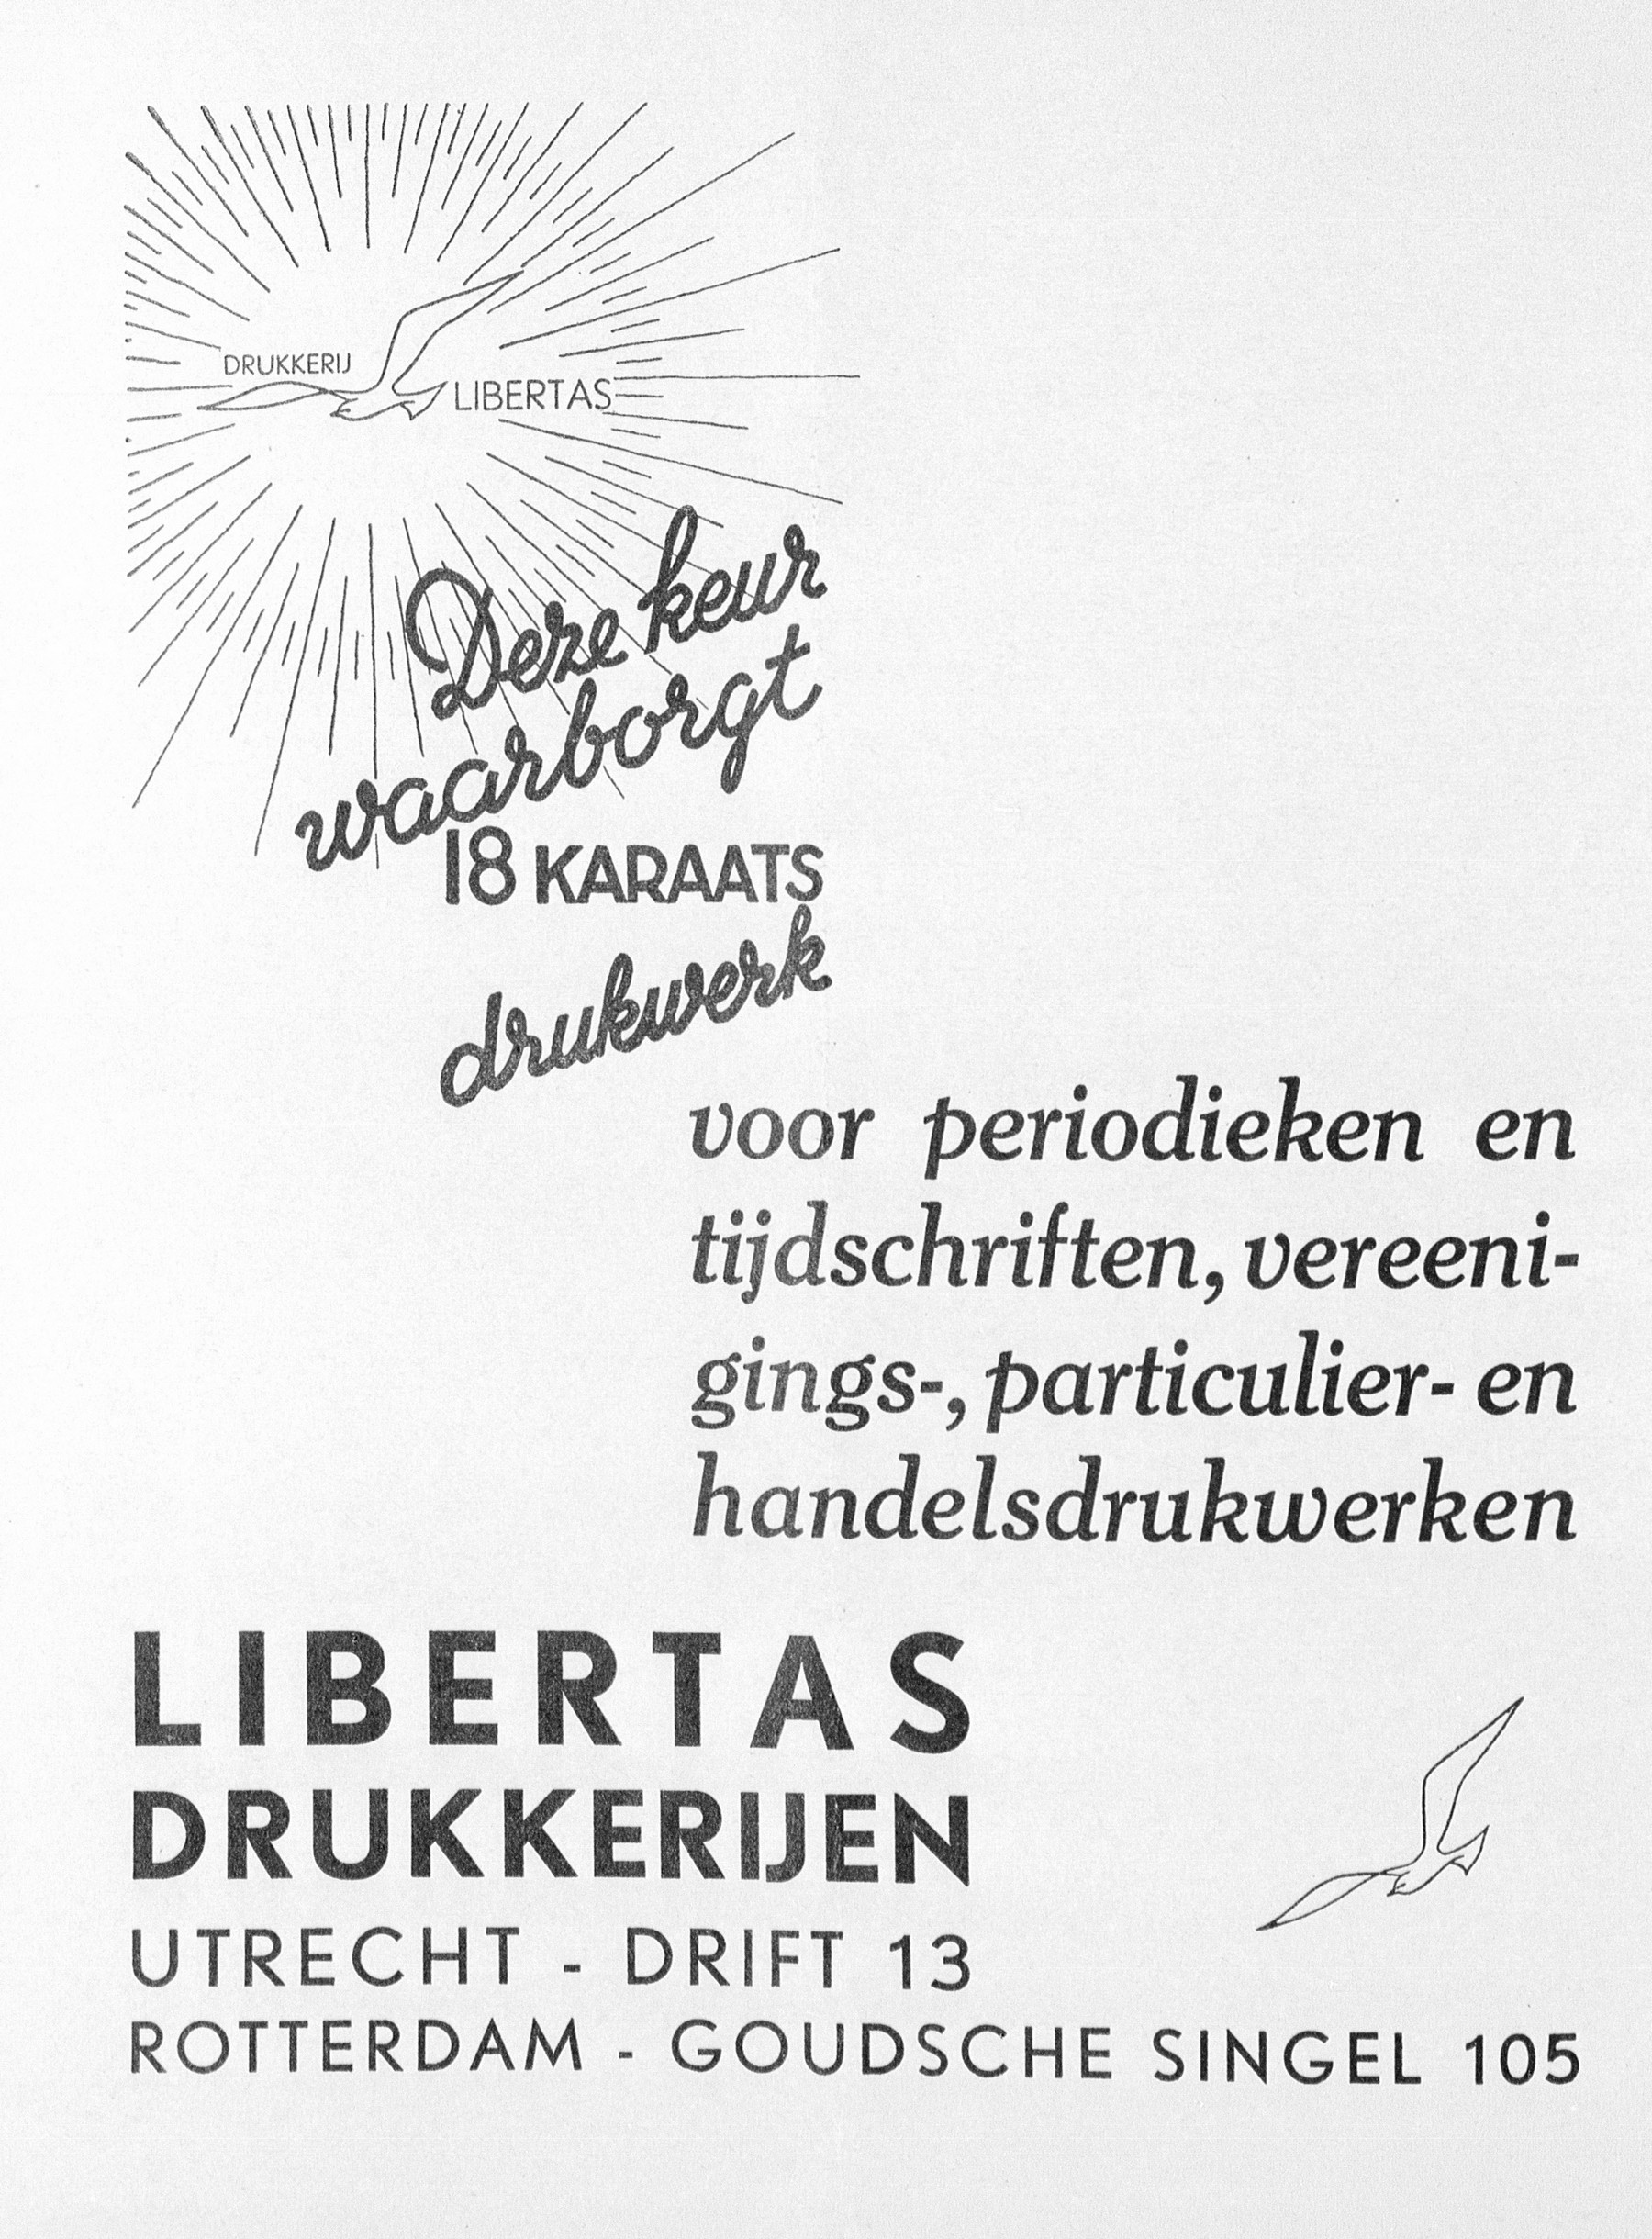 DRUKKERIJ
LIBERTAS
Deze keur
waarborgt
18 KARAATS
drukwerk
voor periodieken en
tijdschriften, vereeni-
gings-, particulier- en
handelsdrukwerken
LIBERTAS
DRUKKERIJEN
UTRECHT - DRIFT 13
ROTTERDAM - GOUDSCHE SINGEL 105